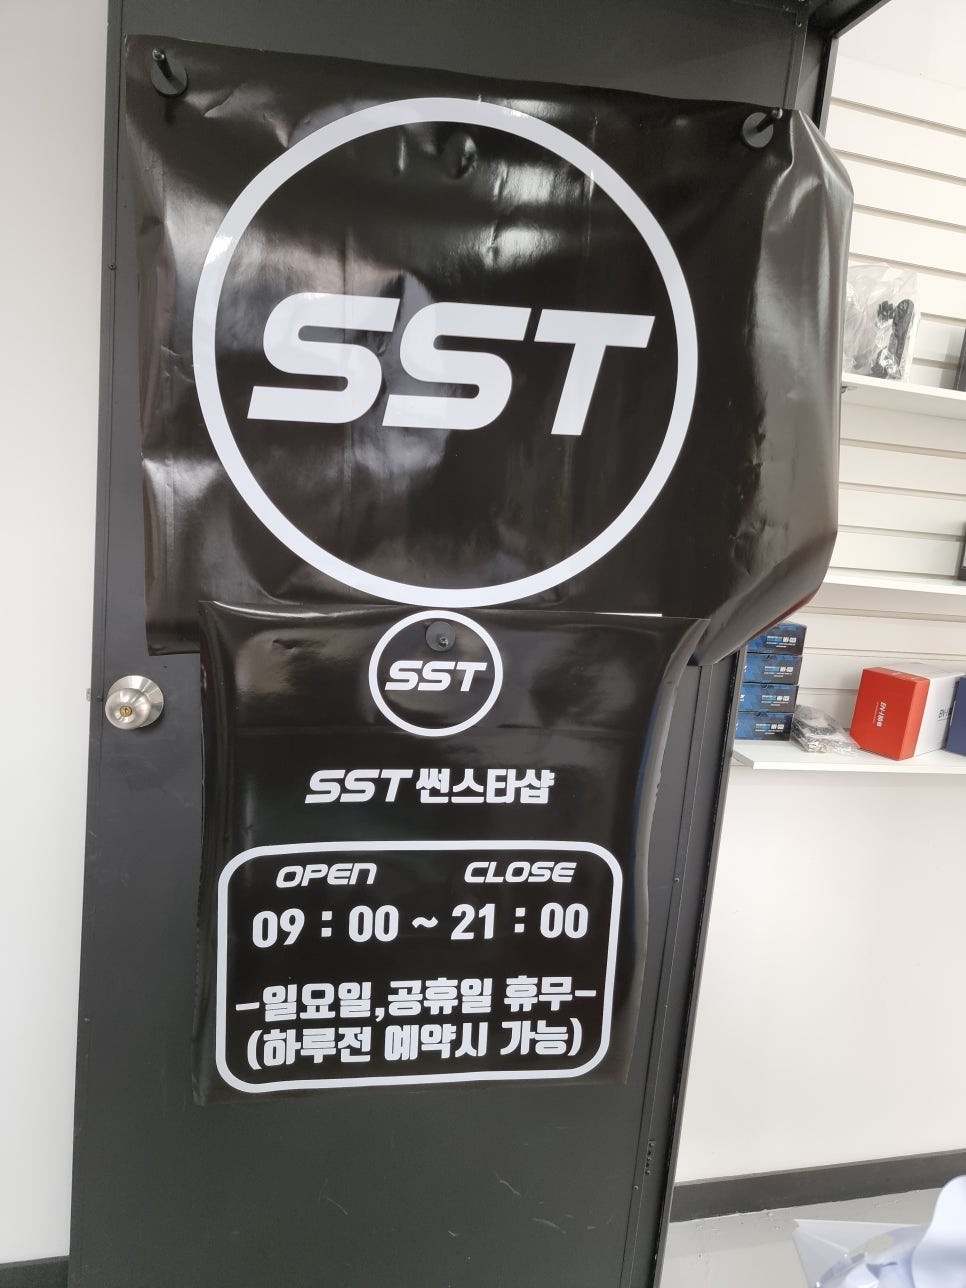 SST
SST
SST 썬스타샵
OPEN CLOSE
09 : 00 ~ 21 : 00
-일요일,공휴일 휴무-
(하루전 예약시 가능)